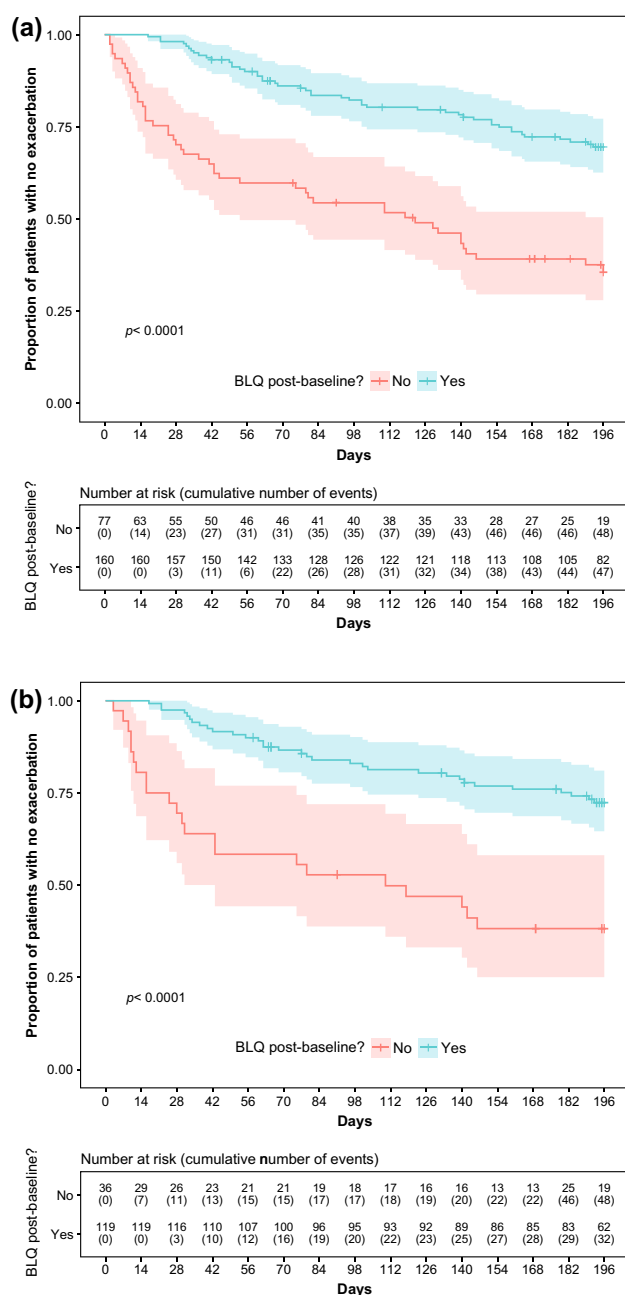 (a)
1.00
0.75
0.50
0.25
0.00
Proportion of patients with no exacerbation
p< 0.0001
BLQ post-baseline? No Yes
0 14 28 42 56 70 84 98 112 126 140 154 168 182 196
Days
Number at risk (cumulative number of events)
BLQ post-baseline?
No
77 63 55 50 46 46 41 40 38 35 33 28 27 25 19
(0) (14) (23) (27) (31) (31) (35) (35) (37) (39) (43) (46) (46) (46) (48)
Yes
160 160 157 150 142 133 128 126 122 121 118 113 108 105 82
(0) (0) (3) (11) (6) (22) (26) (28) (31) (32) (34) (38) (43) (44) (47)
0 14 28 42 56 70 84 98 112 126 140 154 168 182 196
Days
(b)
1.00
0.75
0.50
0.25
0.00
Proportion of patients with no exacerbation
p< 0.0001
BLQ post-baseline? No Yes
0 14 28 42 56 70 84 98 112 126 140 154 168 182 196
Days
Number at risk (cumulative number of events)
BLQ post-baseline?
No
36 29 26 23 21 21 19 18 17 16 16 13 13 25 19
(0) (7) (11) (13) (15) (15) (17) (17) (18) (19) (20) (22) (22) (46) (48)
Yes
119 119 116 110 107 100 96 95 93 92 89 86 85 83 62
(0) (0) (3) (10) (12) (16) (19) (20) (22) (23) (25) (27) (28) (29) (32)
0 14 28 42 56 70 84 98 112 126 140 154 168 182 196
Days